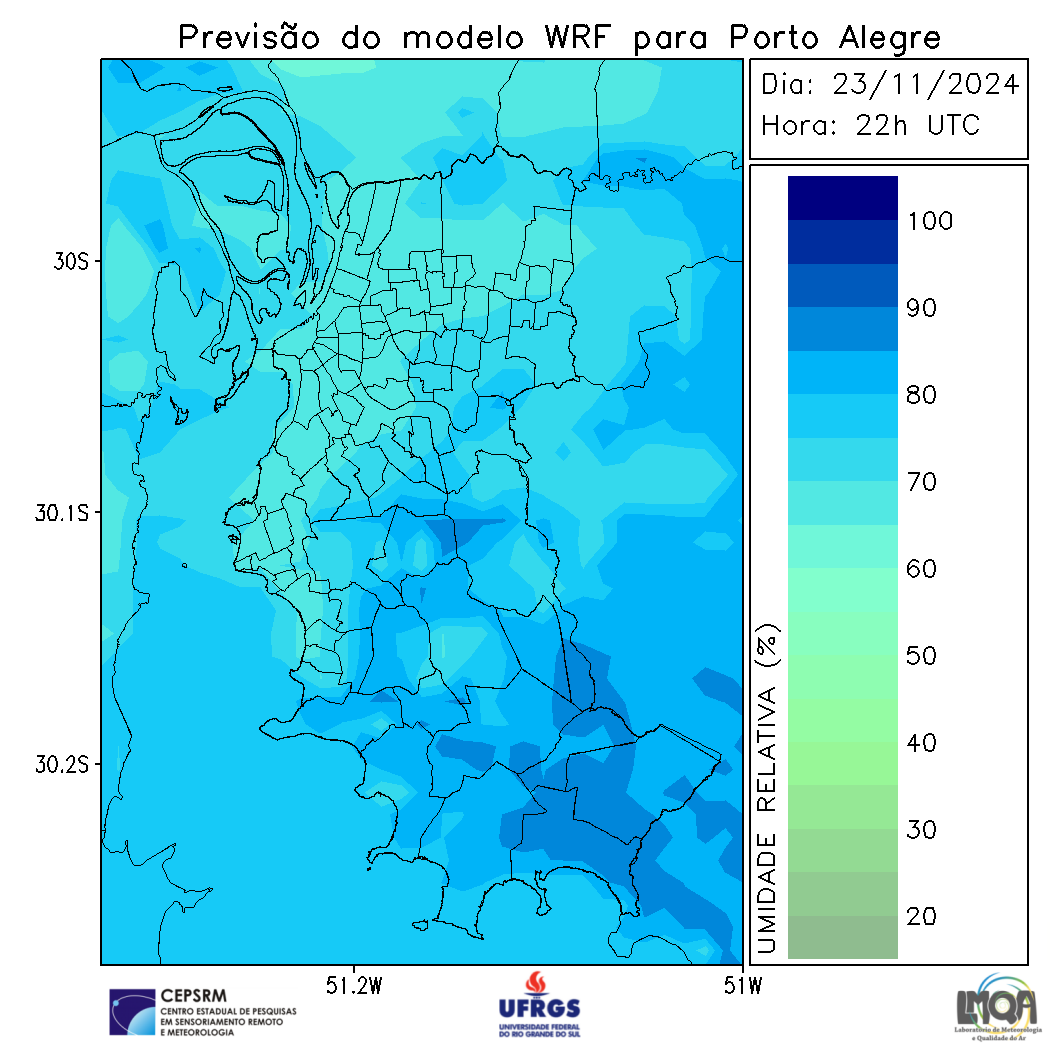 Previsão do modelo WRF para Porto Alegre
Dia: 23/11/2024
Hora: 22h UTC
30S
30.1S
30.2S
51.2W
51W
100
90
80
70
60
50
40
30
20
UMIDADE RELATIVA (%)
CEPSRM
CENTRO ESTADUAL DE PESQUISAS
EM SENSORIAMENTO REMOTO
E METEOROLOGIA
UFRGS
UNIVERSIDADE FEDERAL
DO RIO GRANDE DO SUL
LMQA
Laboratório de Meteorologia
e Qualidade do Ar